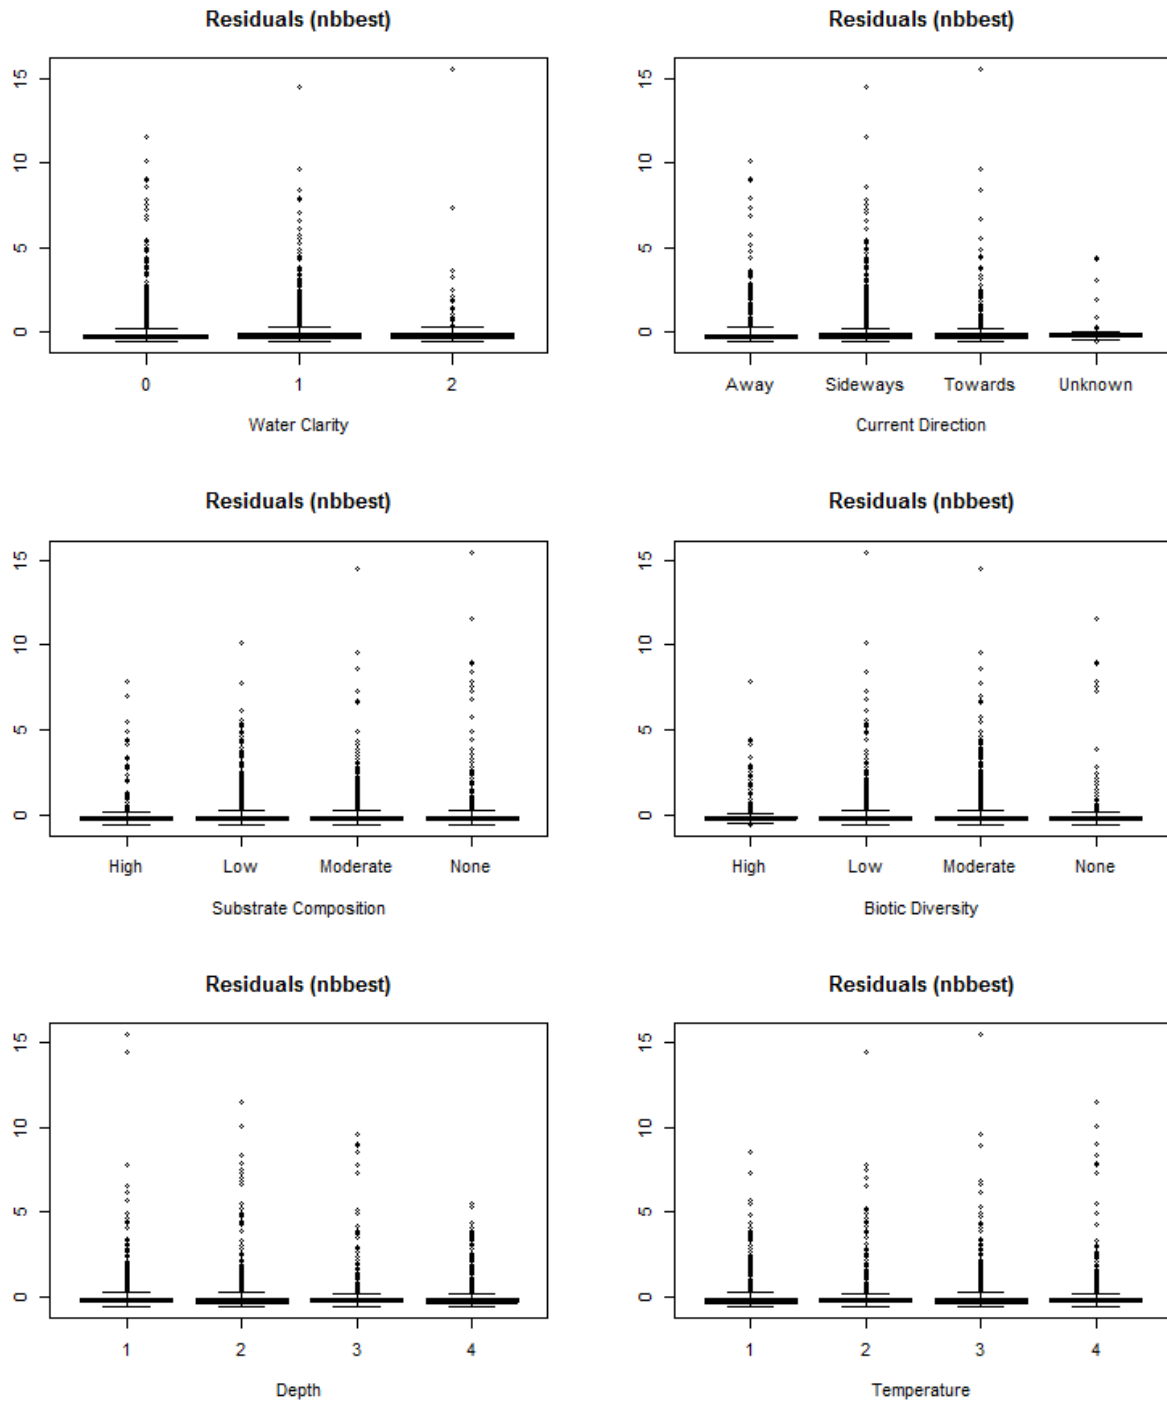 Residuals (nbbest)
15
10
5
0
0 1 2
Water Clarity
Residuals (nbbest)
15
10
5
0
Away Sideways Towards Unknown
Current Direction
Residuals (nbbest)
15
10
5
0
High Low Moderate None
Substrate Composition
Residuals (nbbest)
15
10
5
0
High Low Moderate None
Biotic Diversity
Residuals (nbbest)
15
10
5
0
1 2 3 4
Depth
Residuals (nbbest)
15
10
5
0
1 2 3 4
Temperature